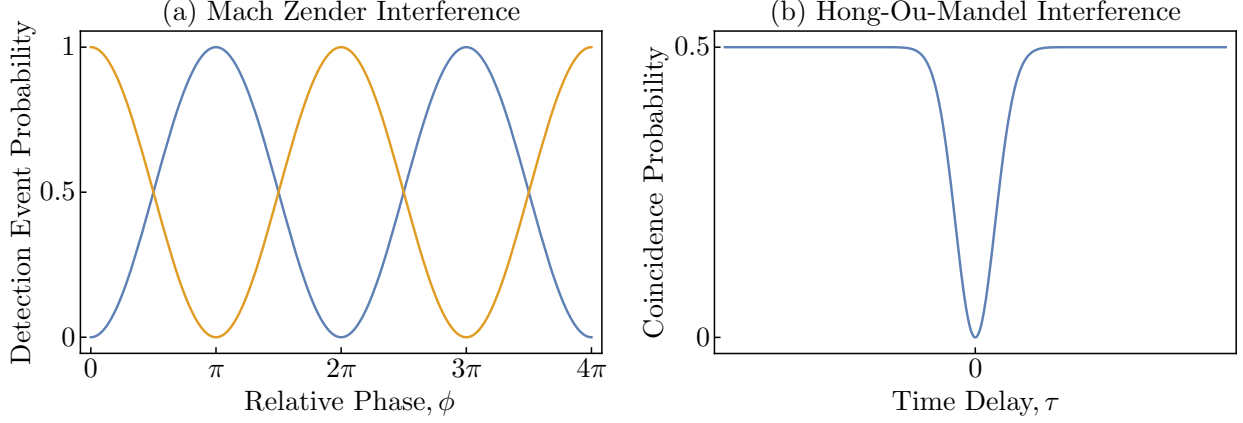 (a) Mach Zender Interference
Detection Event Probability
1
0.5
0
0 π 2π 3π 4π
Relative Phase, ϕ
(b) Hong-Ou-Mandel Interference
Coincidence Probability
0.5
0
0
Time Delay, τ